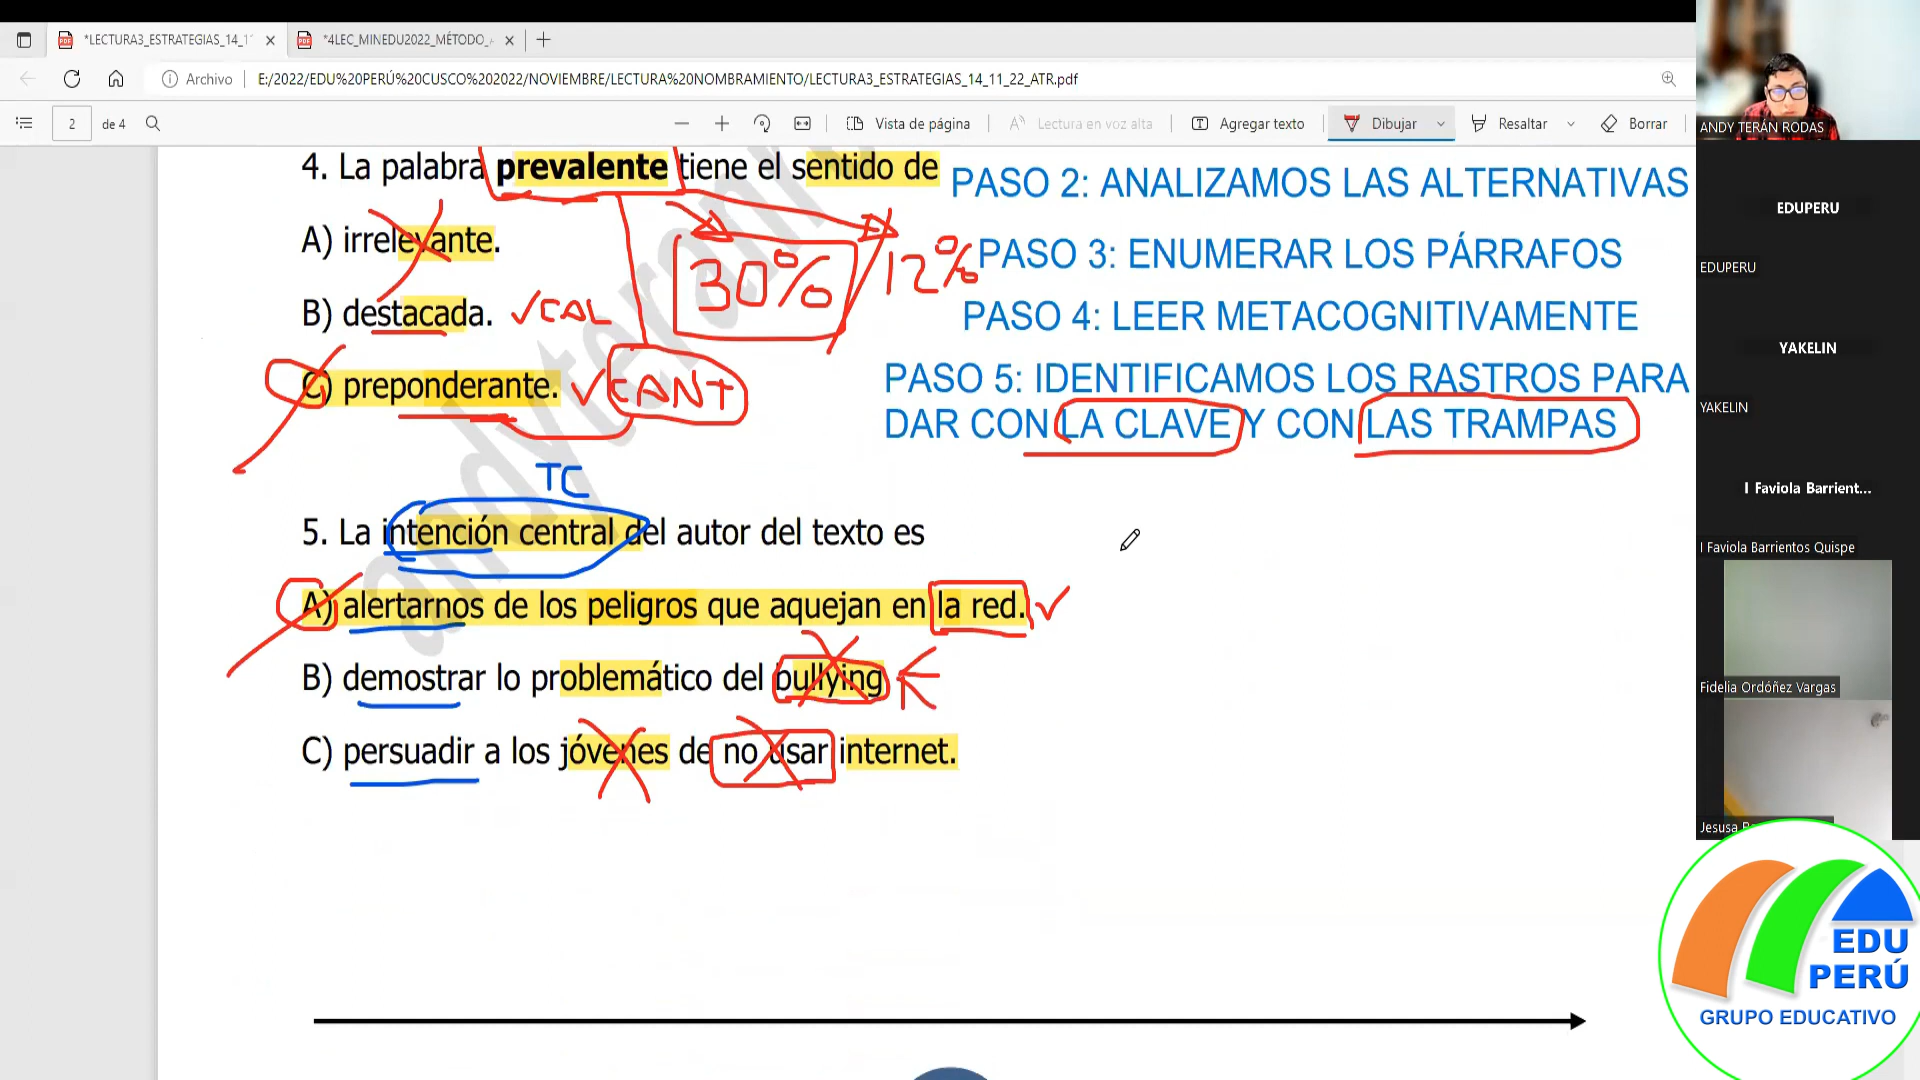 *LECTURA3_ESTRATEGIAS_14_1
*4LEC_MINEDU2022_MÉTODO_
Archivo
E:/2022/EDU%20PERÚ%20CUSCO%202022/NOVIEMBRE/LECTURA%20NOMBRAMIENTO/LECTURA3_ESTRATEGIAS_14_11_22_ATR.pdf
2 de 4
Vista de página
Lectura en voz alta
Agregar texto
Dibujar
Resaltar
Borrar
4. La palabra prevalente tiene el sentido de
A) irrelevante.
B) destacada. CAL
C) preponderante. CANT
30% 12%
PASO 2: ANALIZAMOS LAS ALTERNATIVAS
PASO 3: ENUMERAR LOS PÁRRAFOS
PASO 4: LEER METACOGNITIVAMENTE
PASO 5: IDENTIFICAMOS LOS RASTROS PARA
DAR CON LA CLAVE Y CON LAS TRAMPAS
TC
5. La intención central del autor del texto es
A) alertarnos de los peligros que aquejan en la red.
B) demostrar lo problemático del bullying
C) persuadir a los jóvenes de no usar internet.
ANDY TERÁN RODAS
EDUPERU
EDUPERU
YAKELIN
YAKELIN
I Faviola Barrient...
I Faviola Barrientos Quispe
Fidelia Ordóñez Vargas
Jesusa
EDU
PERÚ
GRUPO EDUCATIVO